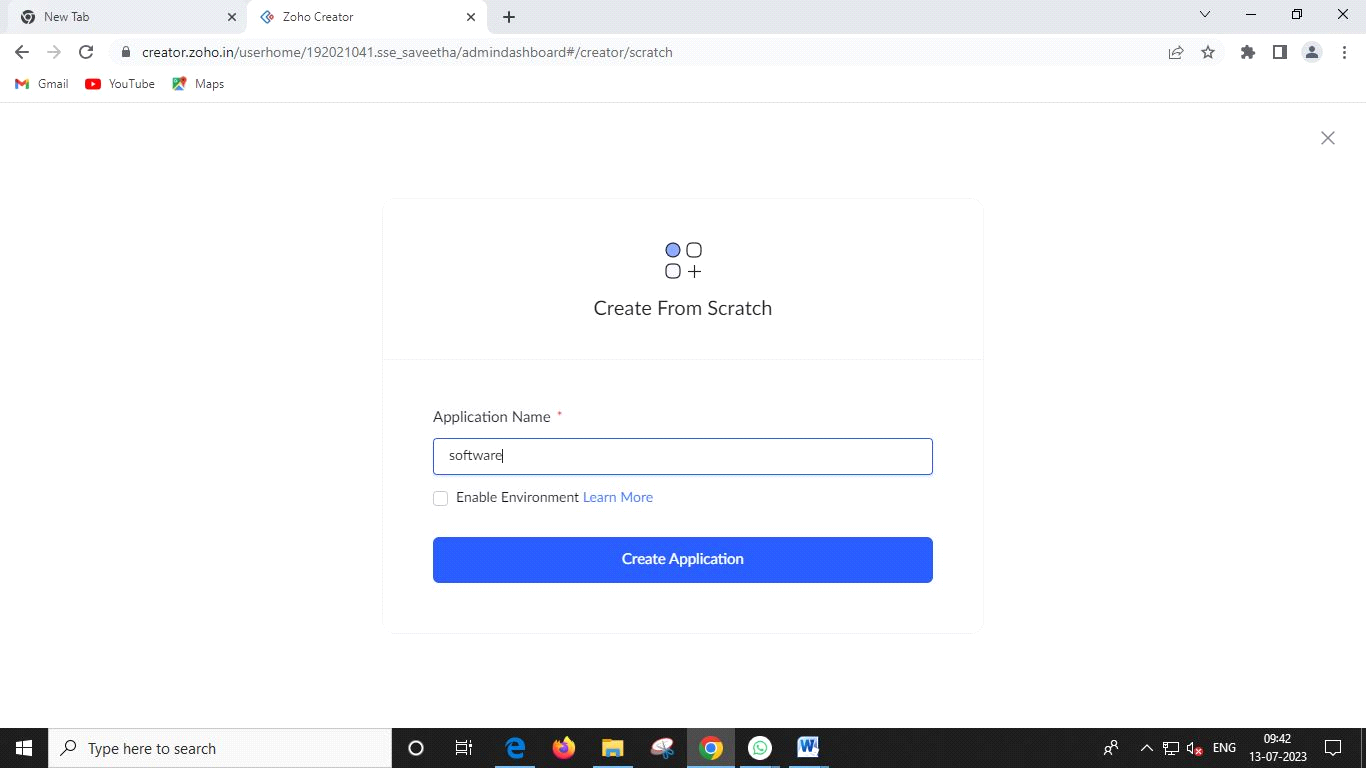 New Tab
Zoho Creator
creator.zoho.in/userhome/192021041.sse_saveetha/admindashboard#/creator/scratch
Gmail
YouTube
Maps
Create From Scratch
Application Name *
software
Enable Environment Learn More
Create Application
Type here to search
ENG
09:42
13-07-2023